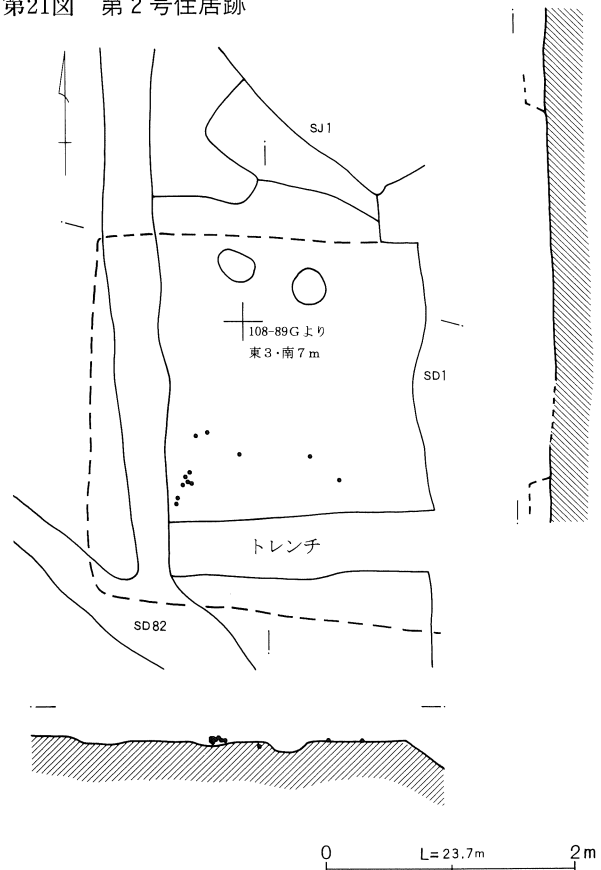 第21図 第2号住居跡
SJ1
108-89Gより
東3・南7m
SD1
トレンチ
SD82
0 L=23.7m 2m